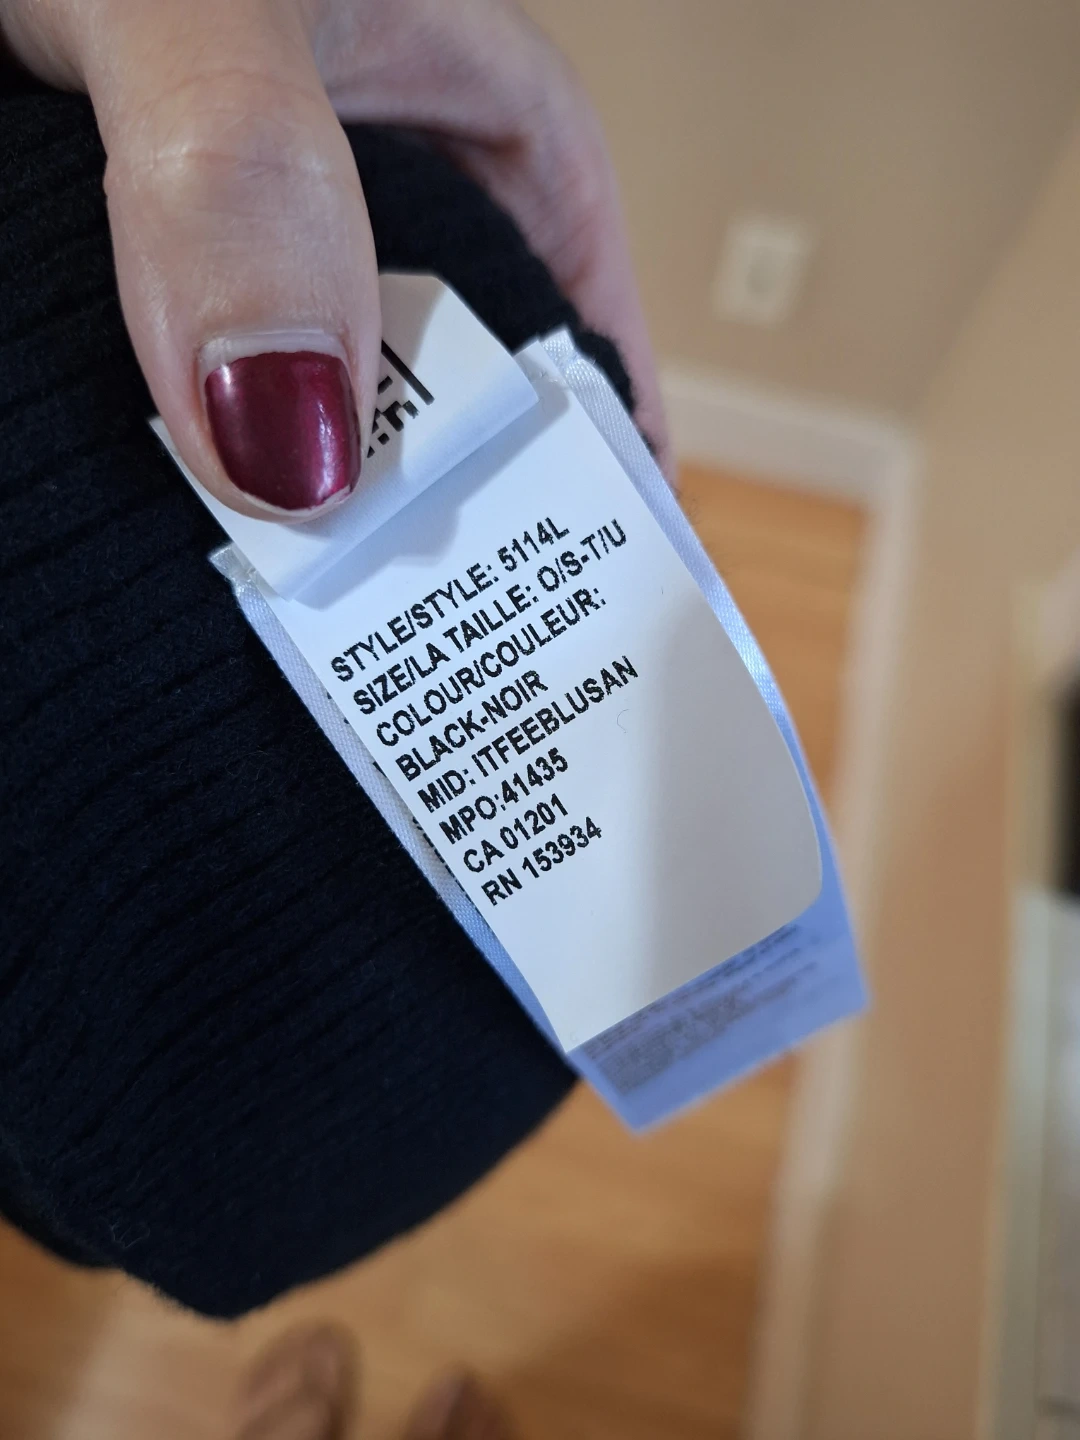 STYLE/STYLE: 5114L
SIZE/LA TAILLE: O/S-T/U
COLOUR/COULEUR:
BLACK-NOIR
MID: ITFEEBLUSAN
MPO:41435
CA 01201
RN 153934